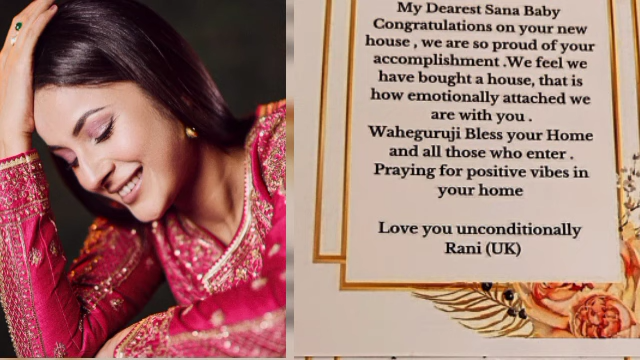 My Dearest Sana Baby
Congratulations on your new
house , we are so proud of your
accomplishment .We feel we
have bought a house, that is
how emotionally attached we
are with you .
Waheguruji Bless your Home
and all those who enter .
Praying for positive vibes in
your home
Love you unconditionally
Rani (UK)